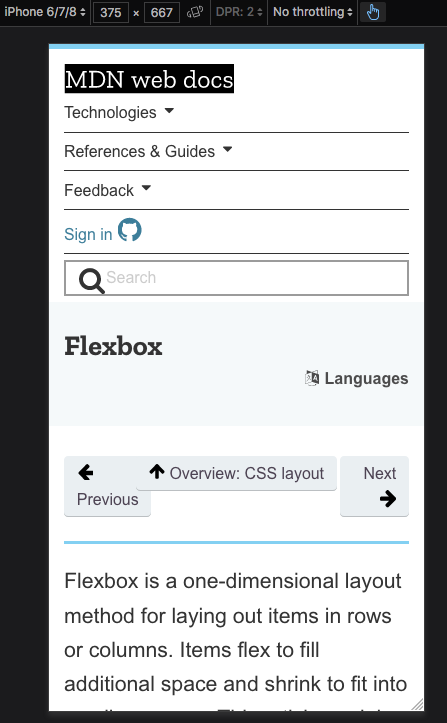 iPhone 6/7/8 375 × 667 DPR: 2 No throttling
MDN web docs
Technologies
References & Guides
Feedback
Sign in
Search
Flexbox
Languages
Overview: CSS layout Next
Previous
Flexbox is a one-dimensional layout
method for laying out items in rows
or columns. Items flex to fill
additional space and shrink to fit into